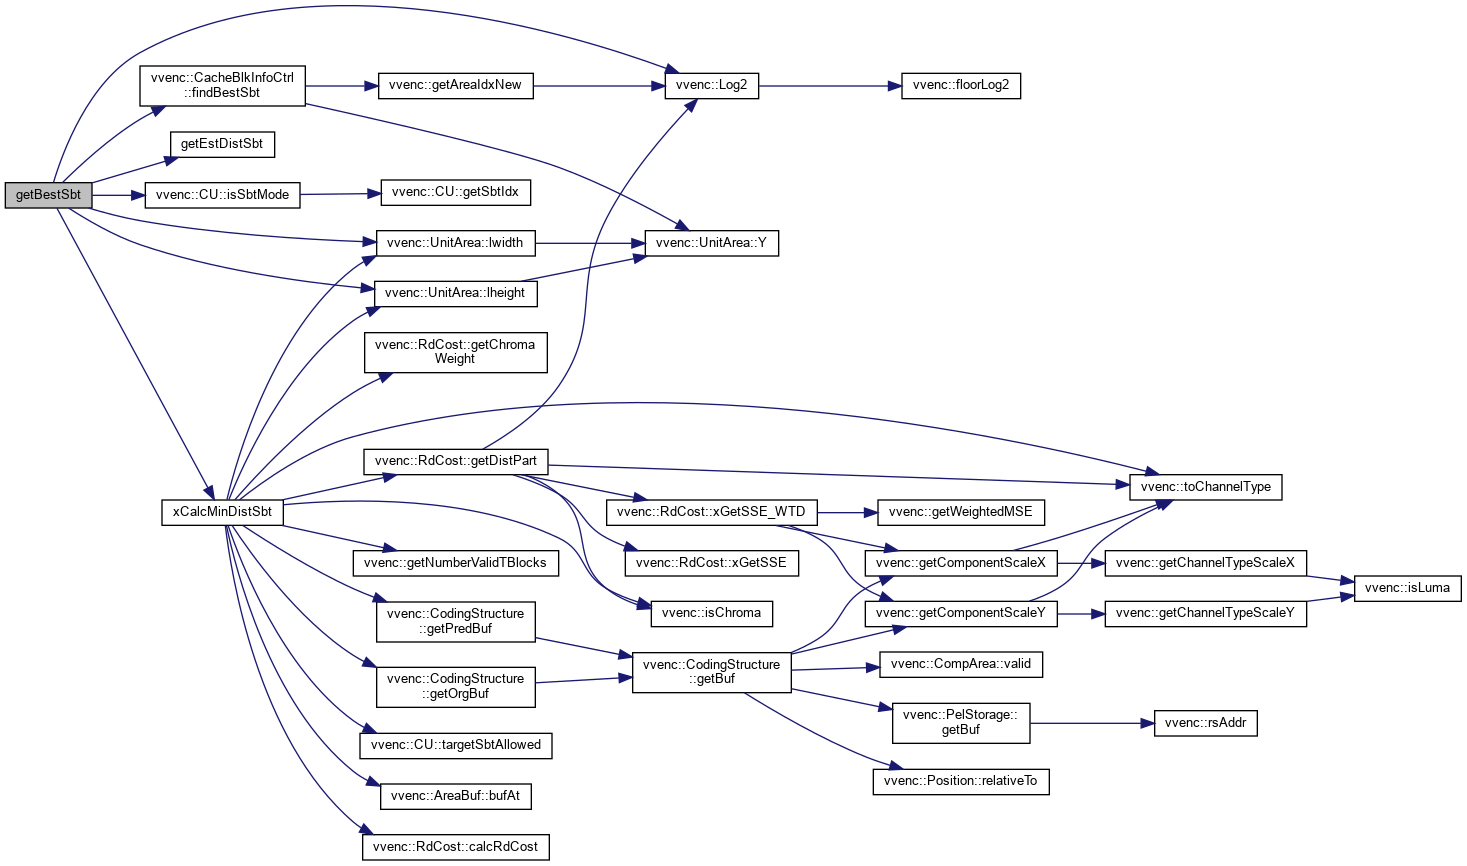 getBestSbt
vvenc::CacheBlkInfoCtrl
::findBestSbt
getEstDistSbt
vvenc::CU::isSbtMode
xCalcMinDistSbt
vvenc::getAreaIdxNew
vvenc::CU::getSbtIdx
vvenc::UnitArea::lwidth
vvenc::UnitArea::lheight
vvenc::RdCost::getChroma
Weight
vvenc::RdCost::getDistPart
vvenc::getNumberValidTBlocks
vvenc::CodingStructure
::getPredBuf
vvenc::CodingStructure
::getOrgBuf
vvenc::CU::targetSbtAllowed
vvenc::AreaBuf::bufAt
vvenc::RdCost::calcRdCost
vvenc::Log2
vvenc::UnitArea::Y
vvenc::RdCost::xGetSSE_WTD
vvenc::RdCost::xGetSSE
vvenc::isChroma
vvenc::CodingStructure
::getBuf
vvenc::floorLog2
vvenc::getWeightedMSE
vvenc::getComponentScaleX
vvenc::getComponentScaleY
vvenc::CompArea::valid
vvenc::PelStorage::
getBuf
vvenc::Position::relativeTo
vvenc::toChannelType
vvenc::getChannelTypeScaleX
vvenc::getChannelTypeScaleY
vvenc::rsAddr
vvenc::isLuma